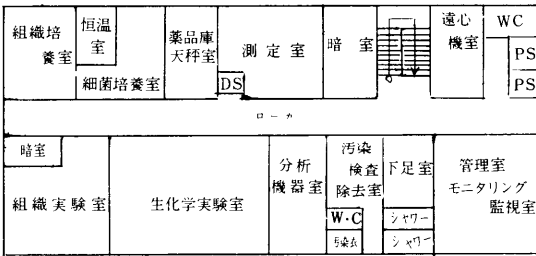 組織培
養室
恒温
室
細菌培養室
薬品庫
天秤室
測定室
DS
暗室
遠心
機室
WC
PS
PS
ローカ
暗室
組織実験室
生化学実験室
分析
機器室
汚染
検査
除去室
W・C
汚染衣
下足室
シャワー
シャワー
管理室
モニタリング
監視室